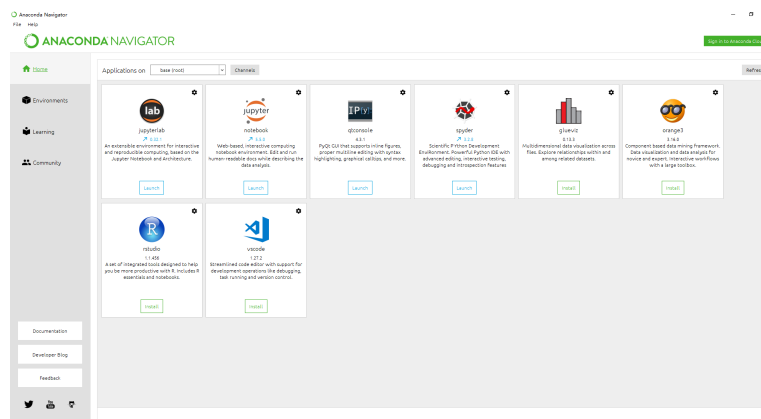 Anaconda Navigator
File Help
ANACONDA NAVIGATOR
Sign in to Anaconda Clou
Home
Environments
Learning
Community
Applications on
base (root)
Channels
Refres
lab
jupyterlab
An extensible environment for interactive
and reproducible computing, based on the
Jupyter Notebook and Architecture.
Launch
jupyter
notebook
Web-based, interactive computing
notebook environment. Edit and run
human-readable docs while describing the
data analysis.
Launch
IP[y]:
qtconsole
4.3.1
PyQt GUI that supports inline figures,
proper multiline editing with syntax
highlighting, graphical calltips, and more.
Launch
spyder
Scientific PYthon Development
EnviRonment. Powerful Python IDE with
advanced editing, interactive testing,
debugging and introspection features
Launch
glueviz
0.13.3
Multidimensional data visualization across
files. Explore relationships within and
among related datasets.
Install
orange3
3.16.0
Component based data mining framework.
Data visualization and data analysis for
novice and expert. Interactive workflows
with a large toolbox.
Install
R
rstudio
1.1.456
A set of integrated tools designed to help
you be more productive with R. Includes R
essentials and notebooks.
Install
vscode
1.27.2
Streamlined code editor with support for
development operations like debugging,
task running and version control.
Install
Documentation
Developer Blog
Feedback
You
Tube